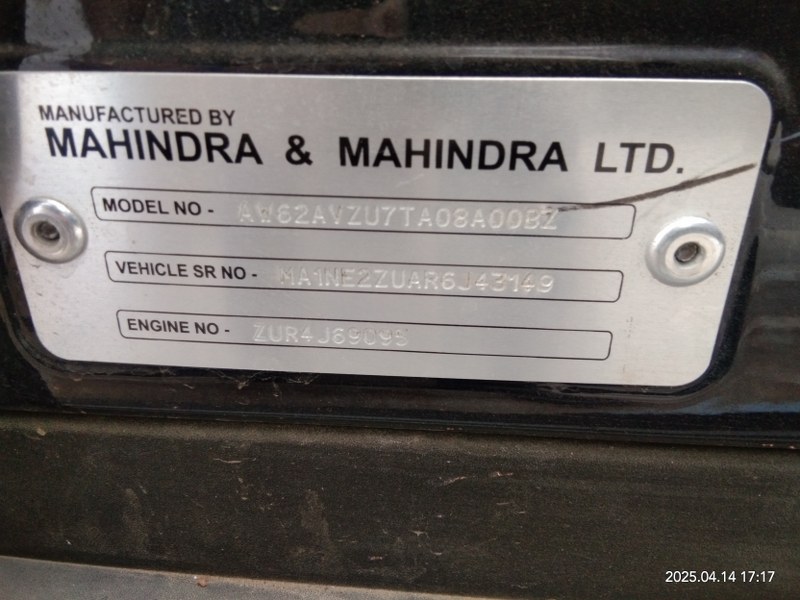 MANUFACTURED BY
MAHINDRA & MAHINDRA LTD.
MODEL NO - AW62AVZU7TA08A00BZ
VEHICLE SR NO - MA1NE2ZUAR6J43149
ENGINE NO - ZUR4J69095
2025.04.14 17:17